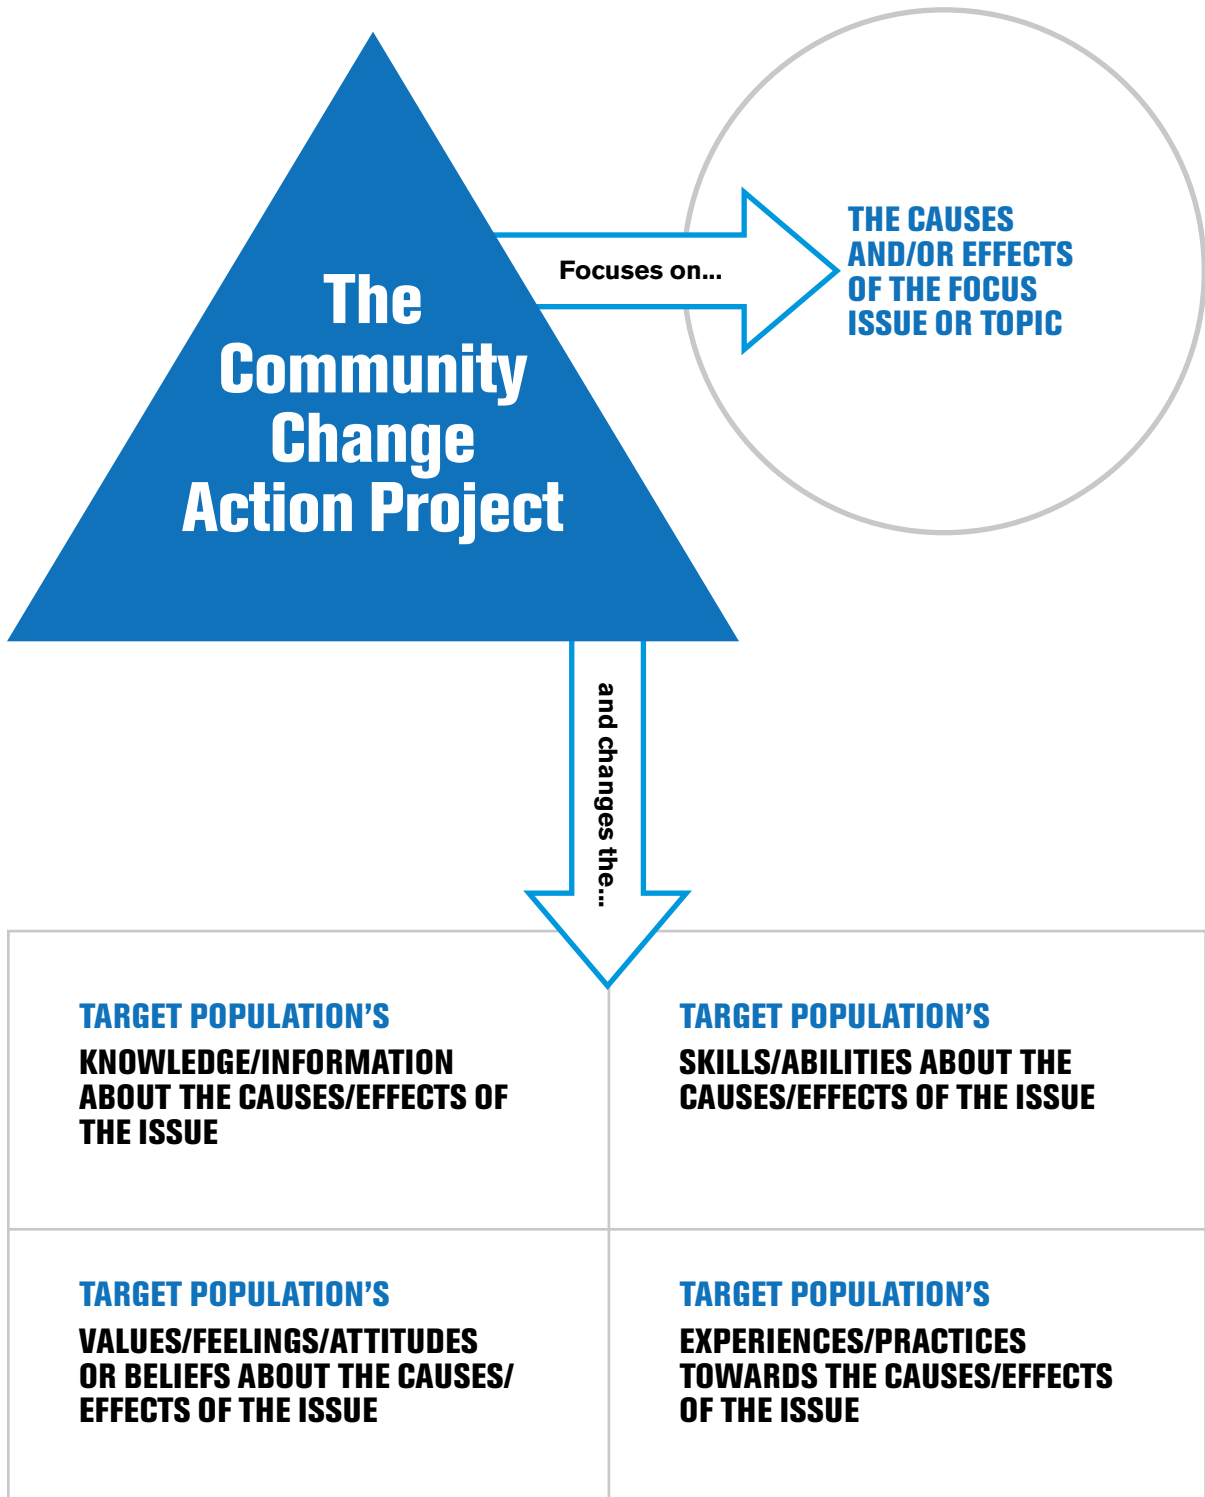 The
Community
Change
Action Project
Focuses on...
THE CAUSES
AND/OR EFFECTS
OF THE FOCUS
ISSUE OR TOPIC
and changes the...
TARGET POPULATION’S
KNOWLEDGE/INFORMATION
ABOUT THE CAUSES/EFFECTS OF
THE ISSUE
TARGET POPULATION’S
SKILLS/ABILITIES ABOUT THE
CAUSES/EFFECTS OF THE ISSUE
TARGET POPULATION’S
VALUES/FEELINGS/ATTITUDES
OR BELIEFS ABOUT THE CAUSES/
EFFECTS OF THE ISSUE
TARGET POPULATION’S
EXPERIENCES/PRACTICES
TOWARDS THE CAUSES/EFFECTS
OF THE ISSUE